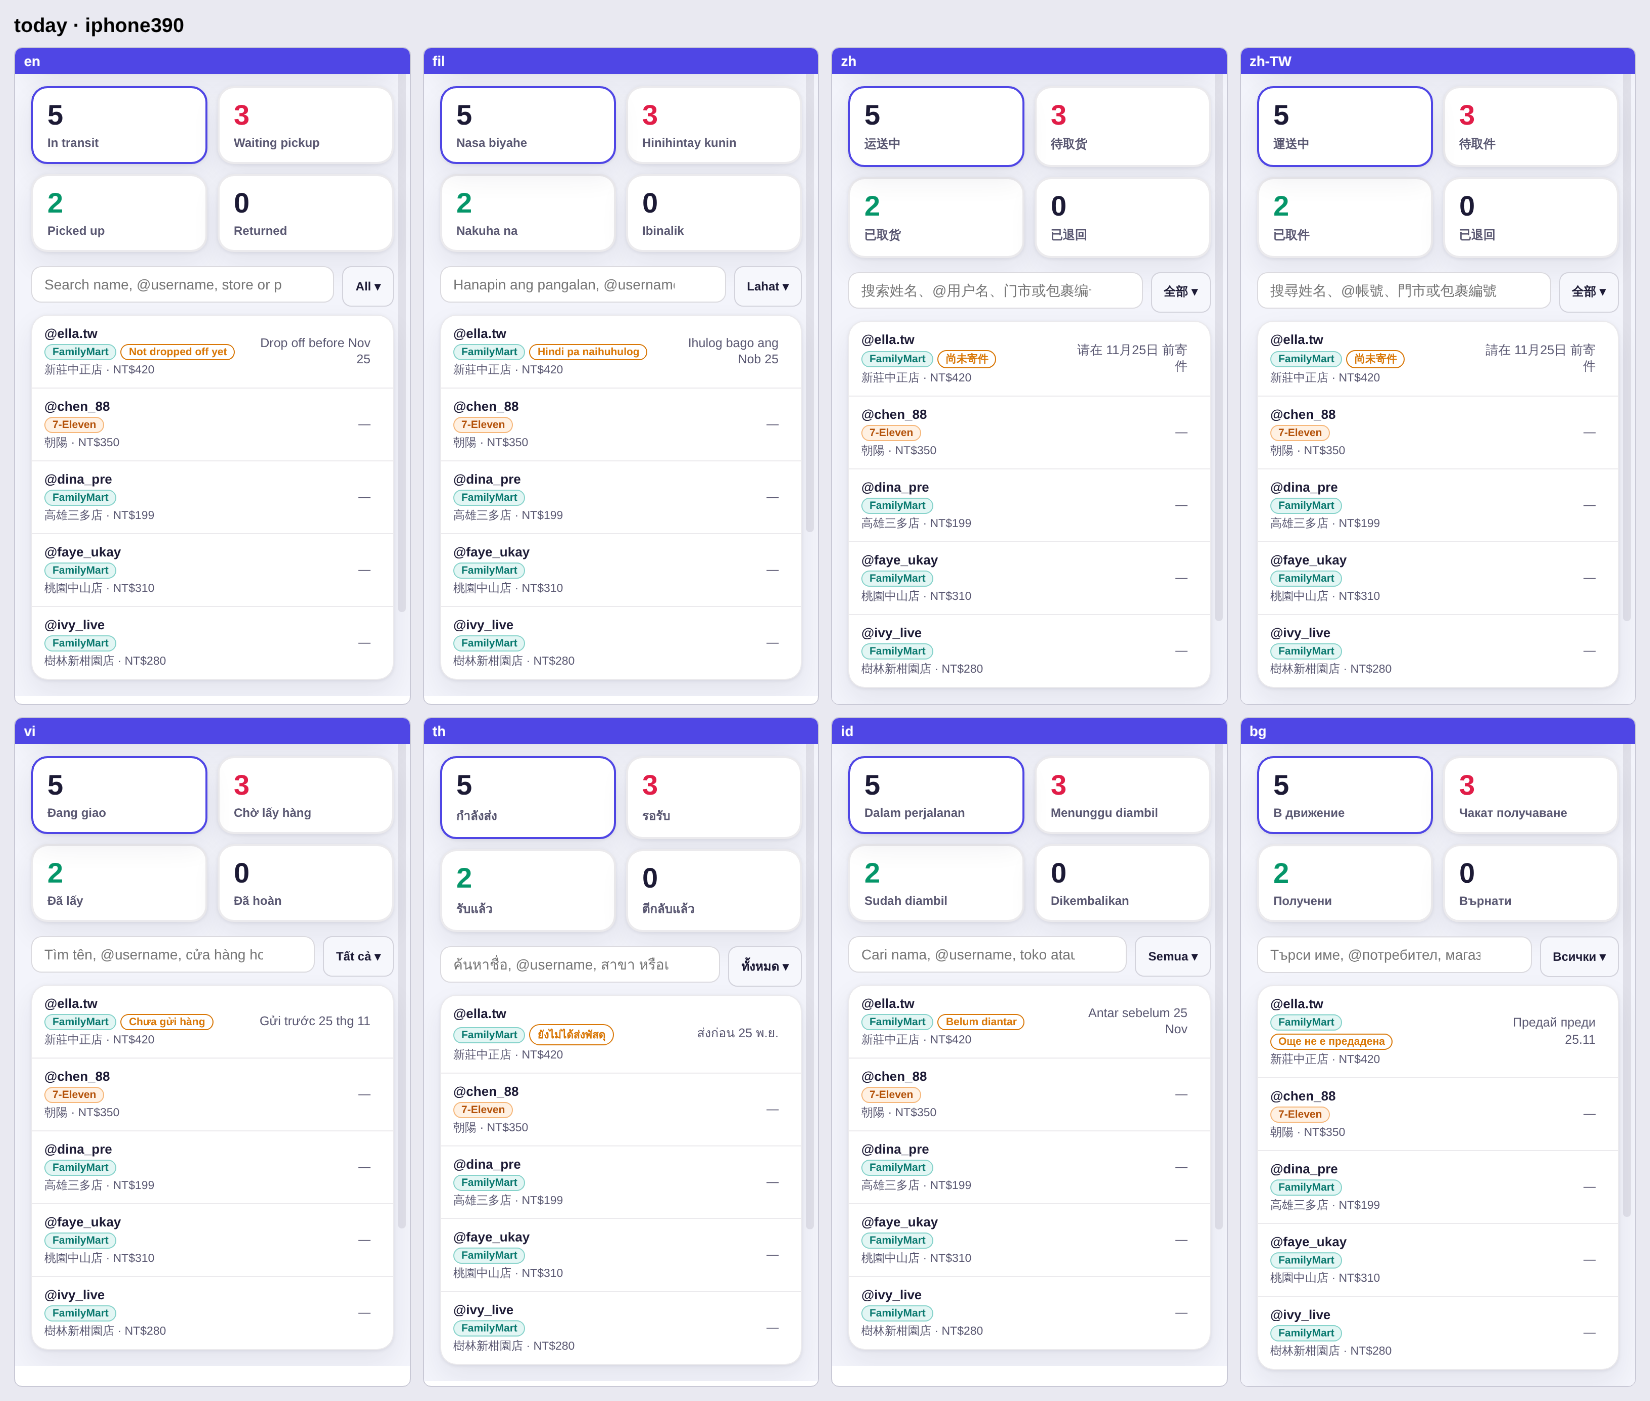 today · iphone390
en
5
In transit
3
Waiting pickup
2
Picked up
0
Returned
Search name, @username, store or p
All ▾
@ella.tw
FamilyMart Not dropped off yet
新莊中正店 · NT$420
Drop off before Nov
25
@chen_88
7-Eleven
朝陽 · NT$350
—
@dina_pre
FamilyMart
高雄三多店 · NT$199
—
@faye_ukay
FamilyMart
桃園中山店 · NT$310
—
@ivy_live
FamilyMart
樹林新柑園店 · NT$280
—
fil
5
Nasa biyahe
3
Hinihintay kunin
2
Nakuha na
0
Ibinalik
Hanapin ang pangalan, @usernam
Lahat ▾
@ella.tw
FamilyMart Hindi pa naihuhulog
新莊中正店 · NT$420
Ihulog bago ang
Nob 25
@chen_88
7-Eleven
朝陽 · NT$350
—
@dina_pre
FamilyMart
高雄三多店 · NT$199
—
@faye_ukay
FamilyMart
桃園中山店 · NT$310
—
@ivy_live
FamilyMart
樹林新柑園店 · NT$280
—
zh
5
运送中
3
待取货
2
已取货
0
已退回
搜索姓名、@用户名、门市或包裹编
全部 ▾
@ella.tw
FamilyMart 尚未寄件
新莊中正店 · NT$420
请在 11月25日 前寄
件
@chen_88
7-Eleven
朝陽 · NT$350
—
@dina_pre
FamilyMart
高雄三多店 · NT$199
—
@faye_ukay
FamilyMart
桃園中山店 · NT$310
—
@ivy_live
FamilyMart
樹林新柑園店 · NT$280
—
zh-TW
5
運送中
3
待取件
2
已取件
0
已退回
搜尋姓名、@帳號、門市或包裹編號
全部 ▾
@ella.tw
FamilyMart 尚未寄件
新莊中正店 · NT$420
請在 11月25日 前寄
件
@chen_88
7-Eleven
朝陽 · NT$350
—
@dina_pre
FamilyMart
高雄三多店 · NT$199
—
@faye_ukay
FamilyMart
桃園中山店 · NT$310
—
@ivy_live
FamilyMart
樹林新柑園店 · NT$280
—
vi
5
Đang giao
3
Chờ lấy hàng
2
Đã lấy
0
Đã hoàn
Tìm tên, @username, cửa hàng hc
Tất cả ▾
@ella.tw
FamilyMart Chưa gửi hàng
新莊中正店 · NT$420
Gửi trước 25 thg 11
@chen_88
7-Eleven
朝陽 · NT$350
—
@dina_pre
FamilyMart
高雄三多店 · NT$199
—
@faye_ukay
FamilyMart
桃園中山店 · NT$310
—
@ivy_live
FamilyMart
樹林新柑園店 · NT$280
—
th
5
กำลังส่ง
3
รอรับ
2
รับแล้ว
0
ตีกลับแล้ว
ค้นหาชื่อ, @username, สาขา หรือเ
ทั้งหมด ▾
@ella.tw
FamilyMart ยังไม่ได้ส่งพัสดุ
新莊中正店 · NT$420
ส่งก่อน 25 พ.ย.
@chen_88
7-Eleven
朝陽 · NT$350
—
@dina_pre
FamilyMart
高雄三多店 · NT$199
—
@faye_ukay
FamilyMart
桃園中山店 · NT$310
—
@ivy_live
FamilyMart
樹林新柑園店 · NT$280
—
id
5
Dalam perjalanan
3
Menunggu diambil
2
Sudah diambil
0
Dikembalikan
Cari nama, @username, toko atau
Semua ▾
@ella.tw
FamilyMart Belum diantar
新莊中正店 · NT$420
Antar sebelum 25
Nov
@chen_88
7-Eleven
朝陽 · NT$350
—
@dina_pre
FamilyMart
高雄三多店 · NT$199
—
@faye_ukay
FamilyMart
桃園中山店 · NT$310
—
@ivy_live
FamilyMart
樹林新柑園店 · NT$280
—
bg
5
В движение
3
Чакат получаване
2
Получени
0
Върнати
Търси име, @потребител, магаз
Всички ▾
@ella.tw
FamilyMart
Още не е предадена
新莊中正店 · NT$420
Предай преди
25.11
@chen_88
7-Eleven
朝陽 · NT$350
—
@dina_pre
FamilyMart
高雄三多店 · NT$199
—
@faye_ukay
FamilyMart
桃園中山店 · NT$310
—
@ivy_live
FamilyMart
樹林新柑園店 · NT$280
—